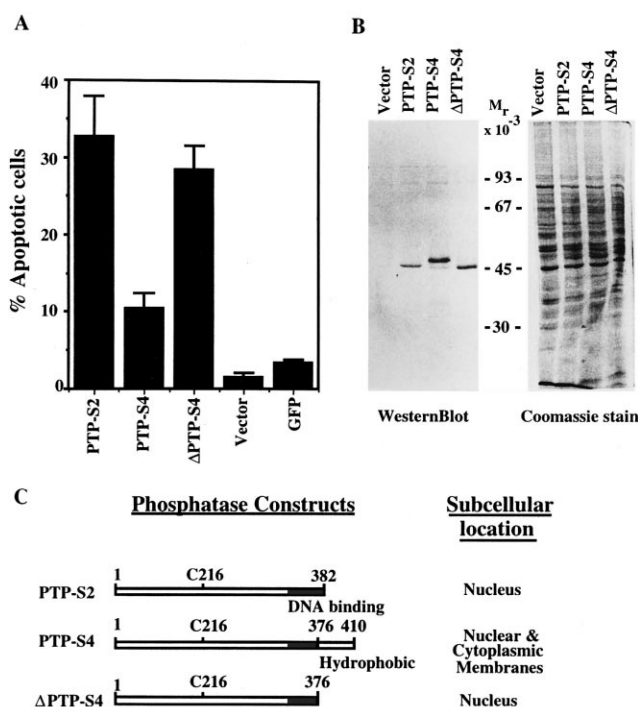 A
% Apoptotic cells
40
30
20
10
0
PTP-S2
PTP-S4
ΔPTP-S4
Vector
GFP
B
Vector
PTP-S2
PTP-S4
ΔPTP-S4
Mr
x 10-3
93 -
- 67 -
- 45 -
- 30 -
Vector
PTP-S2
PTP-S4
ΔPTP-S4
WesternBlot
Coomassie stain
C
Phosphatase Constructs
Subcellular
location
1 C216 382
PTP-S2
Nucleus
DNA binding
1 C216 376 410
PTP-S4
Nuclear &
Cytoplasmic
Membranes
Hydrophobic
1 C216 376
ΔPTP-S4
Nucleus